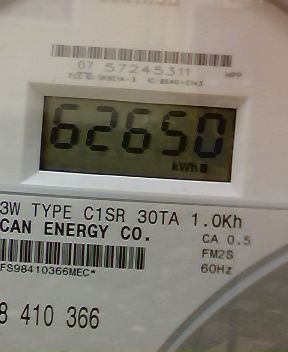 07 57245311
HPP
62650
kWh
3W TYPE C1SR 30TA 1.0Kh
CAN ENERGY CO.
CA 0.5
FM2S
60Hz
FS98410366MEC*
8 410 366